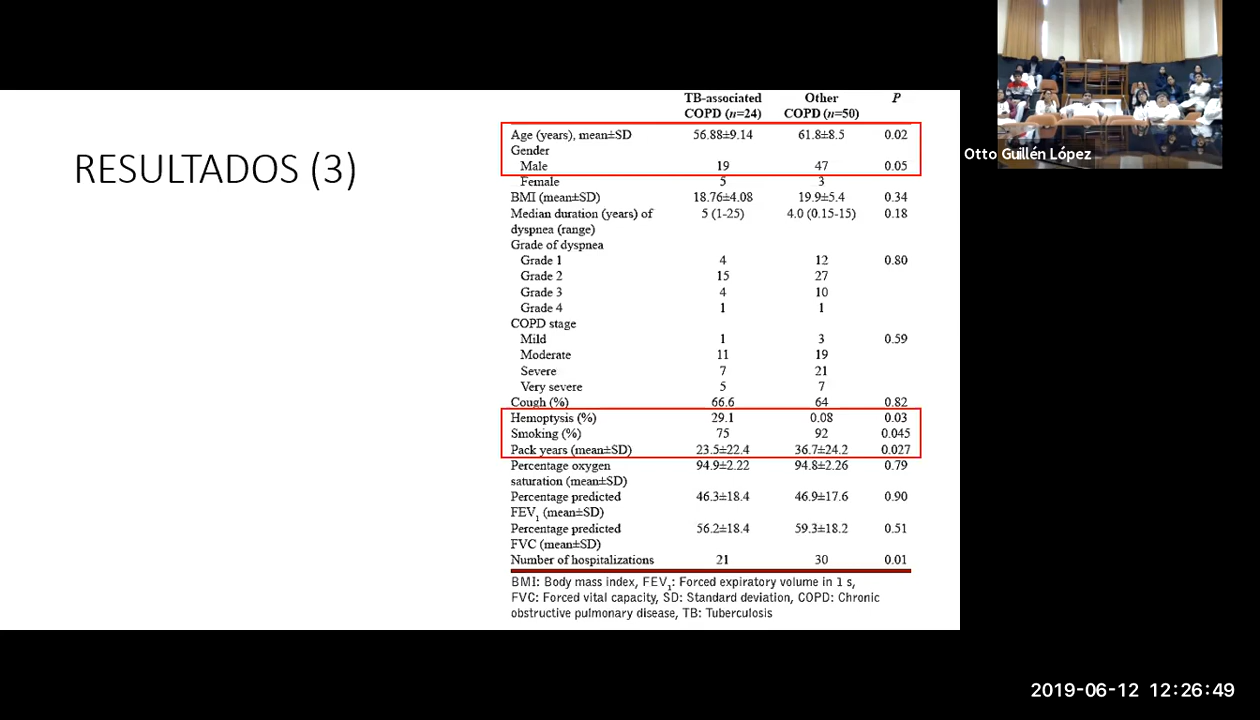 RESULTADOS (3)
TB-associated COPD (n=24) Other COPD (n=50) P
Age (years), mean±SD 56.88±9.14 61.8±8.5 0.02
Gender
Male 19 47 0.05
Female 5 3
BMI (mean±SD) 18.76±4.08 19.9±5.4 0.34
Median duration (years) of dyspnea (range) 5 (1-25) 4.0 (0.15-15) 0.18
Grade of dyspnea
Grade 1 4 12 0.80
Grade 2 15 27
Grade 3 4 10
Grade 4 1 1
COPD stage
Mild 1 3 0.59
Moderate 11 19
Severe 7 21
Very severe 5 7
Cough (%) 66.6 64 0.82
Hemoptysis (%) 29.1 0.08 0.03
Smoking (%) 75 92 0.045
Pack years (mean±SD) 23.5±22.4 36.7±24.2 0.027
Percentage oxygen saturation (mean±SD) 94.9±2.22 94.8±2.26 0.79
Percentage predicted FEV1 (mean±SD) 46.3±18.4 46.9±17.6 0.90
Percentage predicted FVC (mean±SD) 56.2±18.4 59.3±18.2 0.51
Number of hospitalizations 21 30 0.01
BMI: Body mass index, FEV1: Forced expiratory volume in 1 s,
FVC: Forced vital capacity, SD: Standard deviation, COPD: Chronic
obstructive pulmonary disease, TB: Tuberculosis
Otto Guillén López
2019-06-12 12:26:49